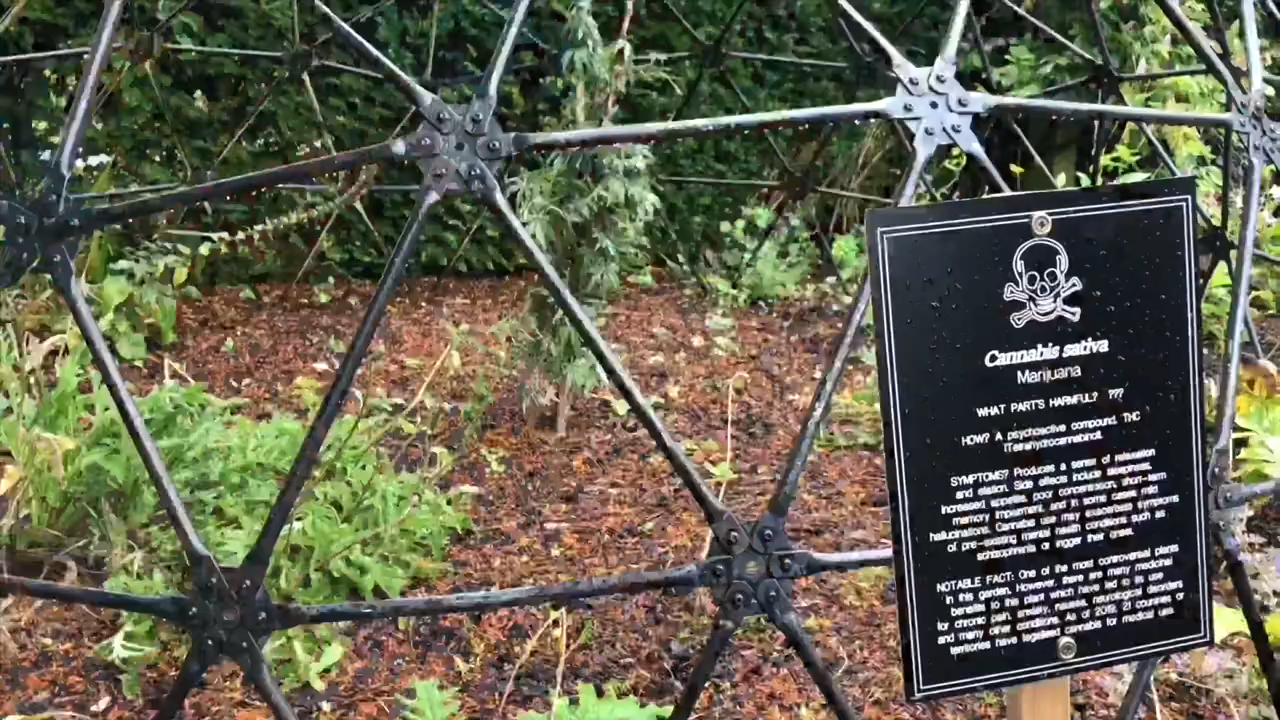 Cannabis sativa
Marijuana
WHAT PART'S HARMFUL? ???
HOW? A psychoactive compound, THC
(Tetrahydrocannabinol).
SYMPTOMS? Produces a sense of relaxation
and elation. Side effects include sleepiness,
increased appetite, poor concentration, short-term
memory impairment, and in some cases mild
hallucinations. Cannabis use may exacerbate symptoms
of pre-existing mental health conditions such as
schizophrenia or trigger their onset.
NOTABLE FACT: One of the most controversial plants
in this garden. However, there are many medicinal
benefits to this plant which have led to its use
for chronic pain, anxiety, nausea, neurological disorders
and many other conditions. As of 2019, 21 countries or
territories have legalised cannabis for medical use.